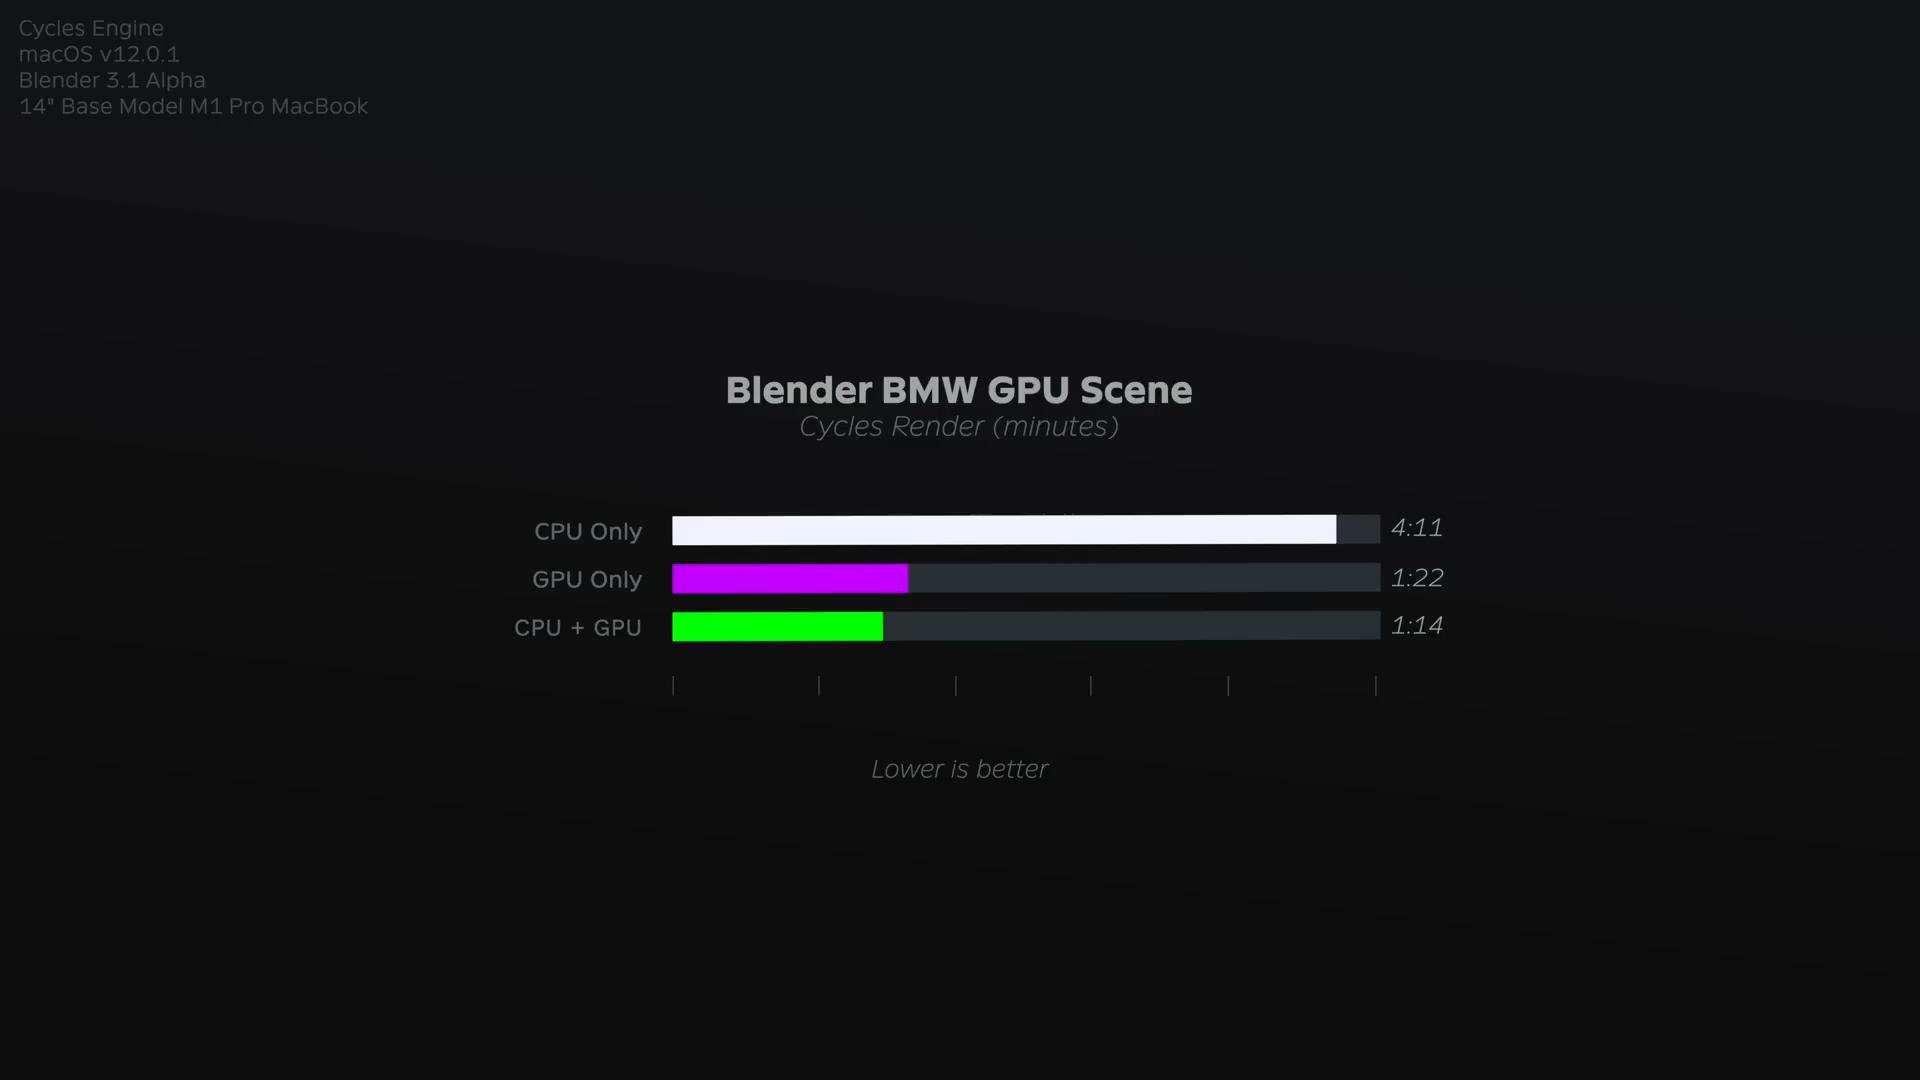 Cycles Engine
macOS v12.0.1
Blender 3.1 Alpha
14" Base Model M1 Pro MacBook
Blender BMW GPU Scene
Cycles Render (minutes)
CPU Only 4:11
GPU Only 1:22
CPU + GPU 1:14
Lower is better